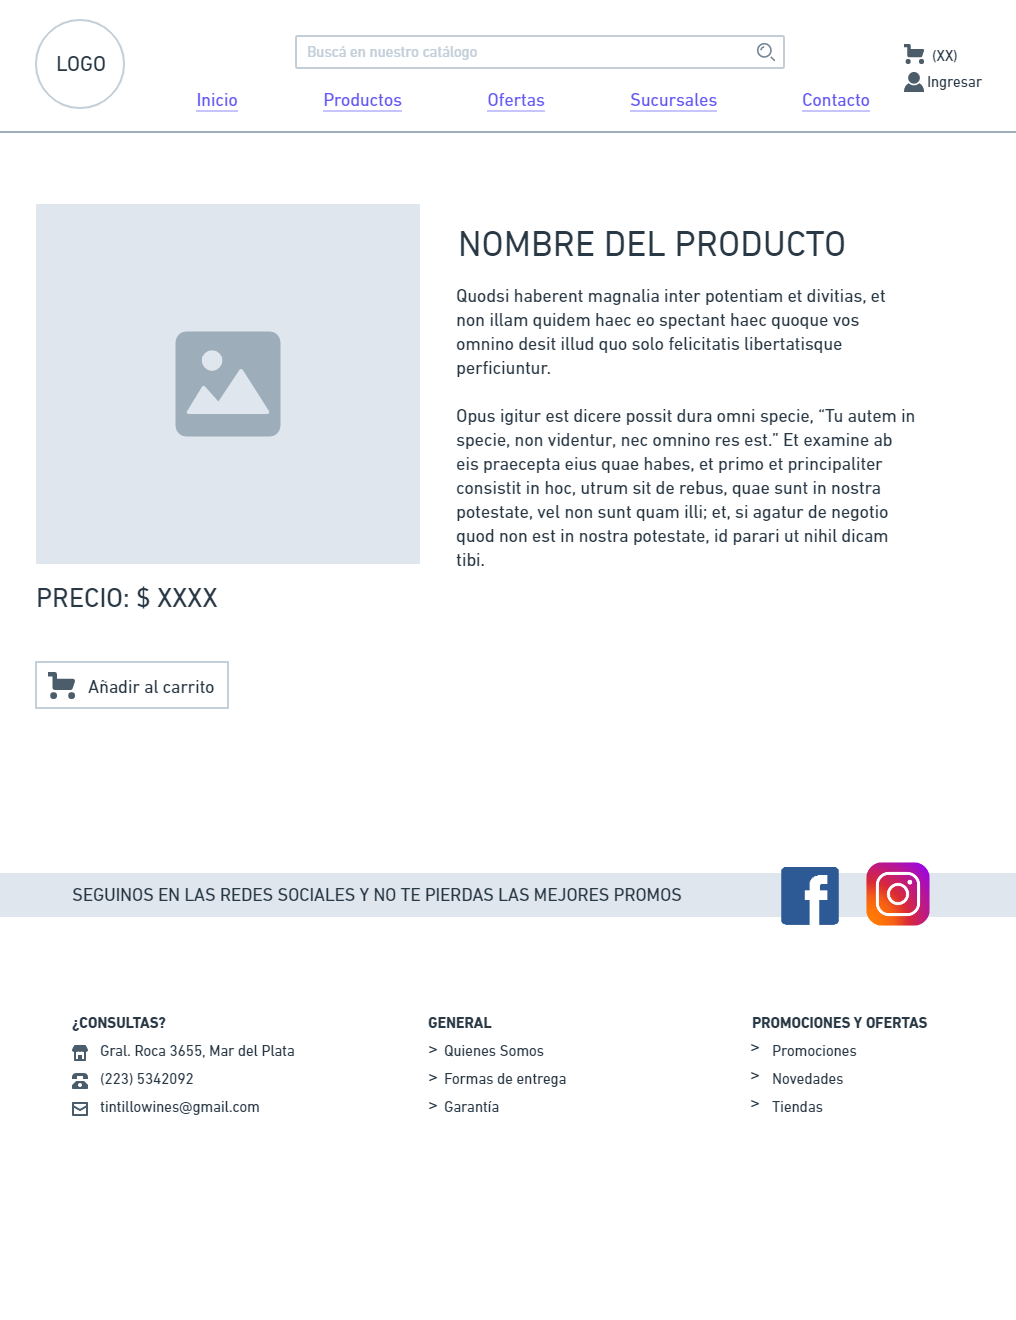 LOGO
Buscá en nuestro catálogo
(XX)
Ingresar
Inicio
Productos
Ofertas
Sucursales
Contacto
NOMBRE DEL PRODUCTO
Quodsi haberent magnalia inter potentiam et divitias, et
non illam quidem haec eo spectant haec quoque vos
omnino desit illud quo solo felicitatis libertatisque
perficiuntur.
Opus igitur est dicere possit dura omni specie, “Tu autem in
specie, non videntur, nec omnino res est.” Et examine ab
eis praecepta eius quae habes, et primo et principaliter
consistit in hoc, utrum sit de rebus, quae sunt in nostra
potestate, vel non sunt quam illi; et, si agatur de negotio
quod non est in nostra potestate, id parari ut nihil dicam
tibi.
PRECIO: $ XXXX
Añadir al carrito
SEGUINOS EN LAS REDES SOCIALES Y NO TE PIERDAS LAS MEJORES PROMOS
¿CONSULTAS?
Gral. Roca 3655, Mar del Plata
(223) 5342092
tintillowines@gmail.com
GENERAL
> Quienes Somos
> Formas de entrega
> Garantía
PROMOCIONES Y OFERTAS
> Promociones
> Novedades
> Tiendas